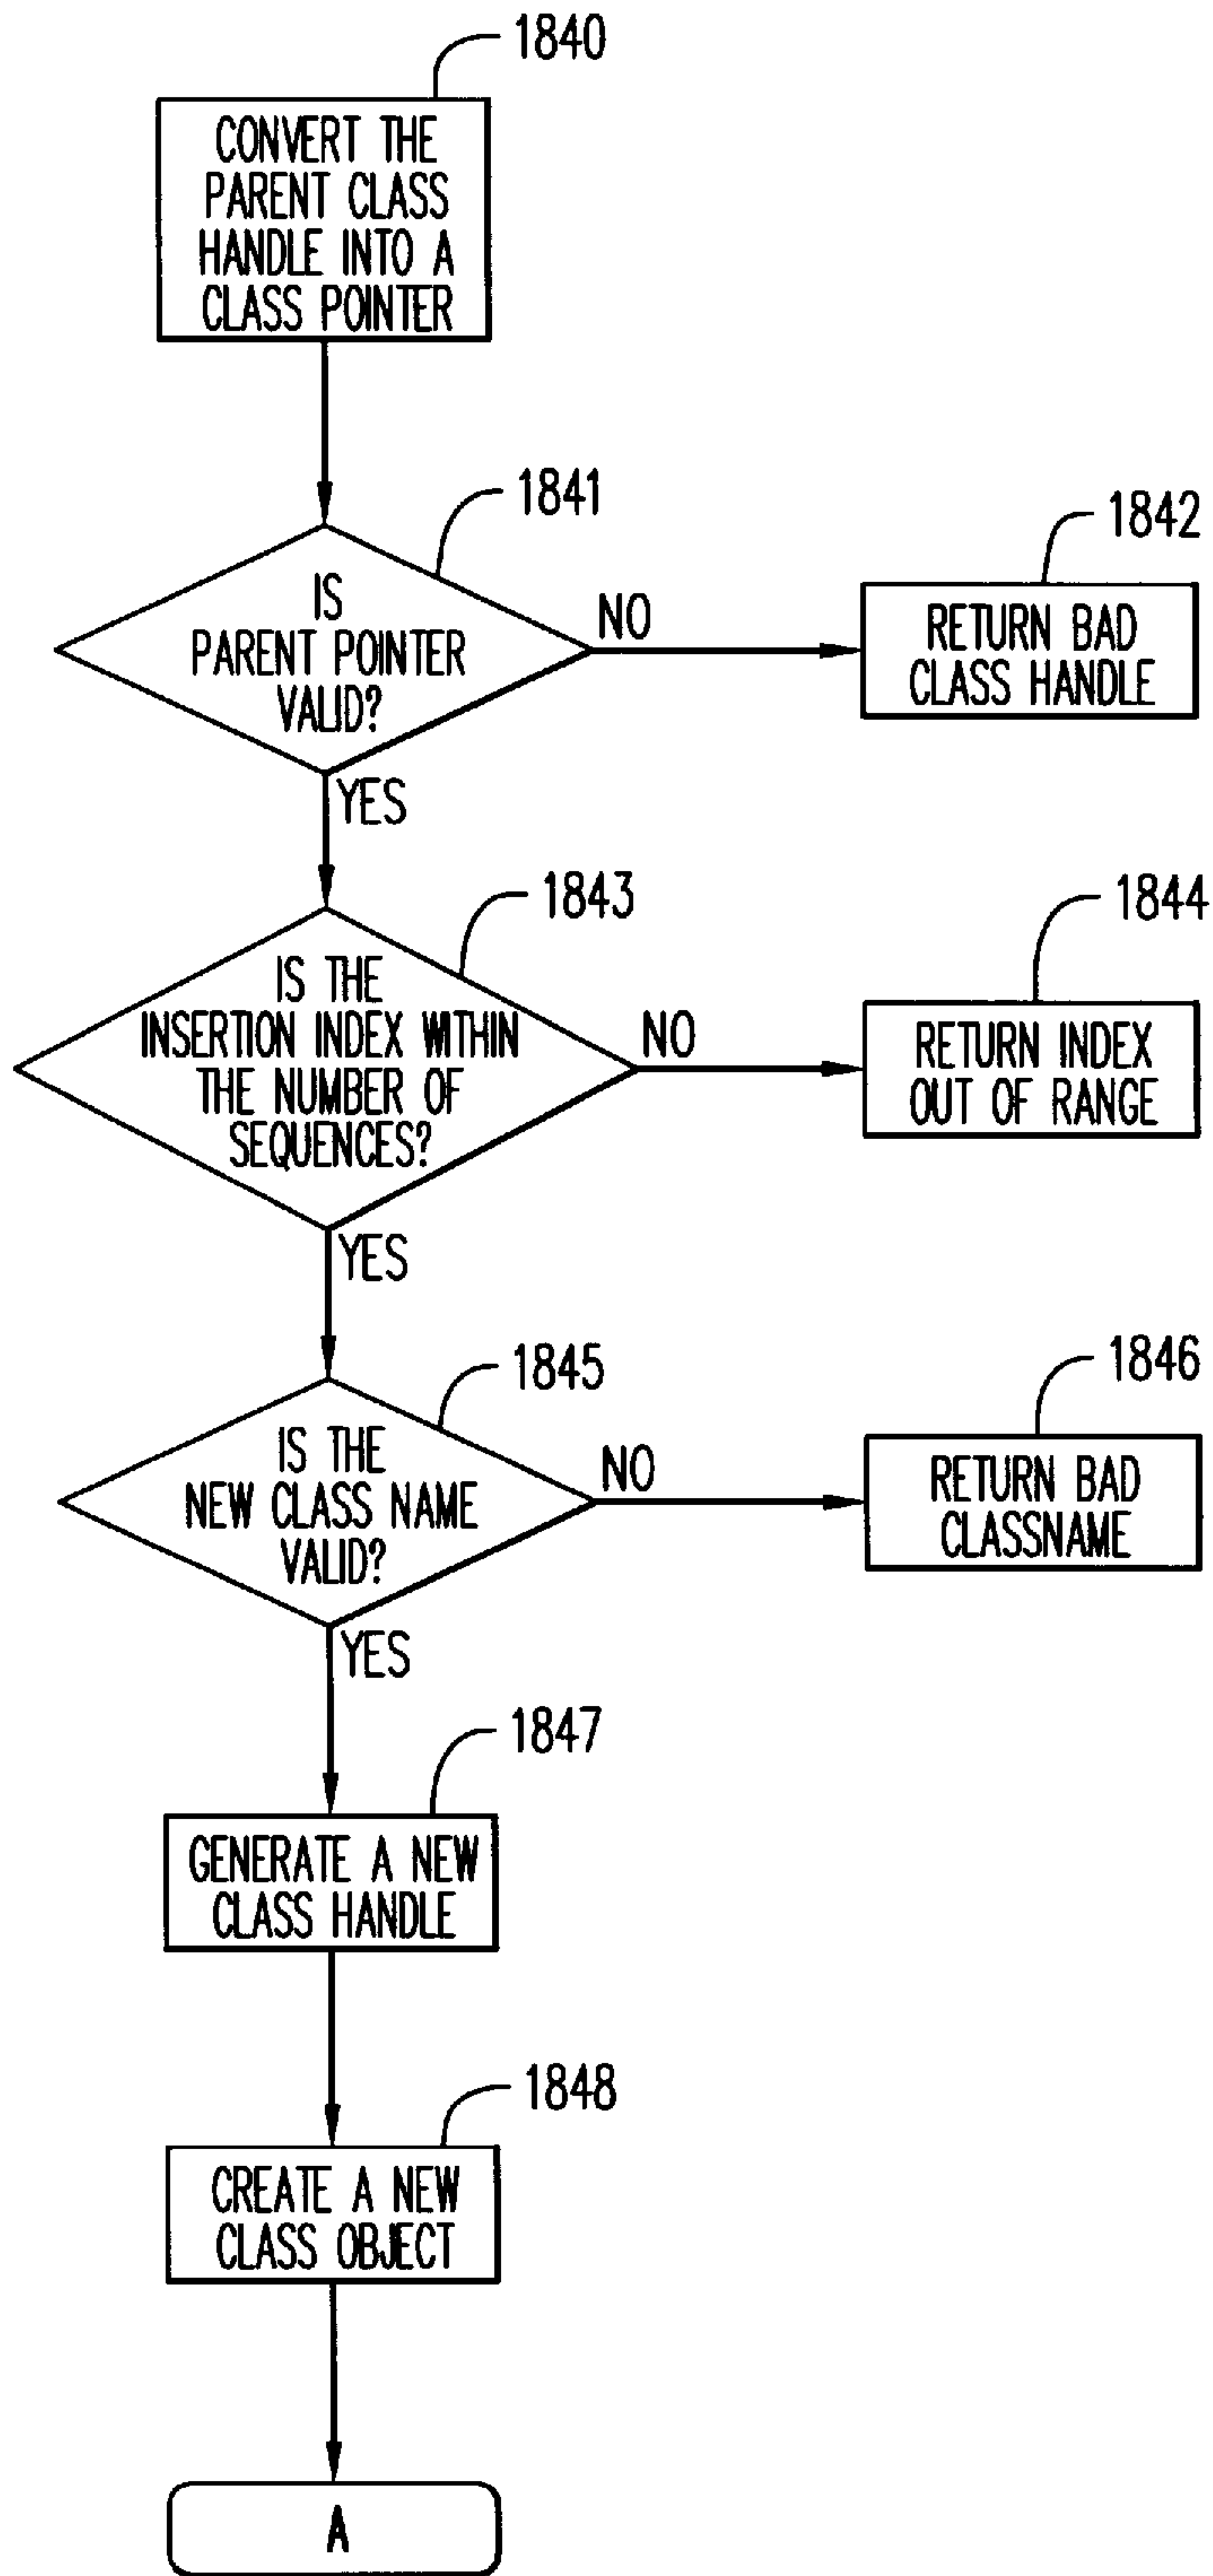 1840
CONVERT THE
PARENT CLASS
HANDLE INTO A
CLASS POINTER
1841
IS
PARENT POINTER
VALID?
NO
1842
RETURN BAD
CLASS HANDLE
YES
1843
IS THE
INSERTION INDEX WITHIN
THE NUMBER OF
SEQUENCES?
NO
1844
RETURN INDEX
OUT OF RANGE
YES
1845
IS THE
NEW CLASS NAME
VALID?
NO
1846
RETURN BAD
CLASSNAME
YES
1847
GENERATE A NEW
CLASS HANDLE
1848
CREATE A NEW
CLASS OBJECT
A